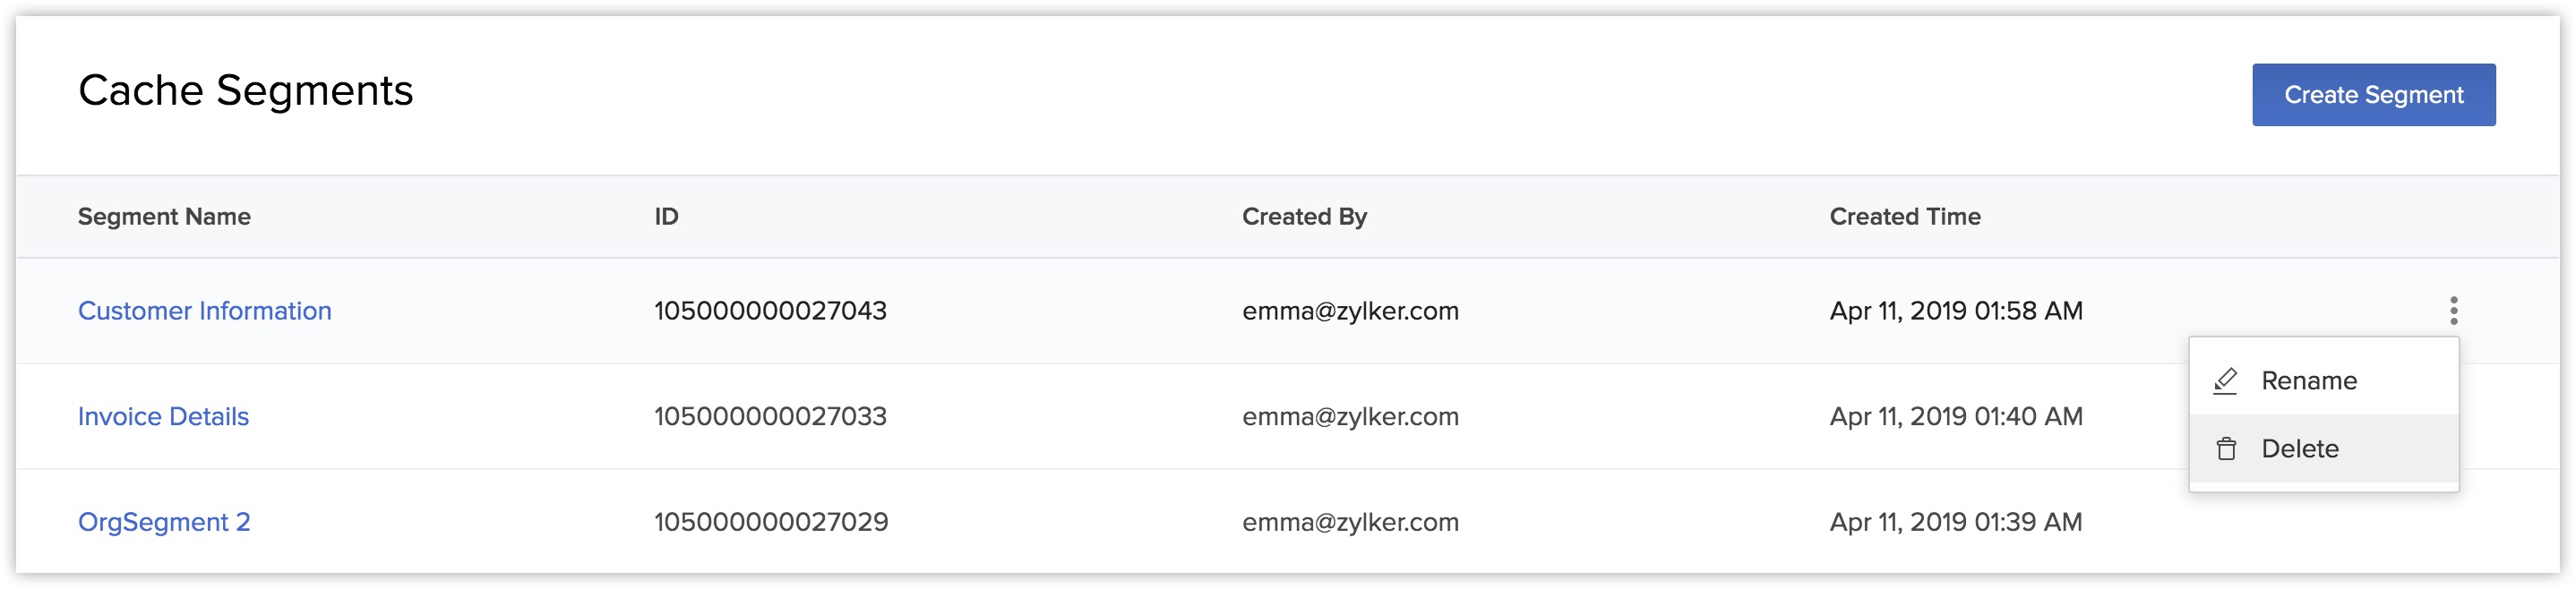 Cache Segments
Create Segment
Segment Name ID Created By Created Time
Customer Information 105000000027043 emma@zylker.com Apr 11, 2019 01:58 AM
Rename
Invoice Details 105000000027033 emma@zylker.com Apr 11, 2019 01:40 AM
Delete
OrgSegment 2 105000000027029 emma@zylker.com Apr 11, 2019 01:39 AM